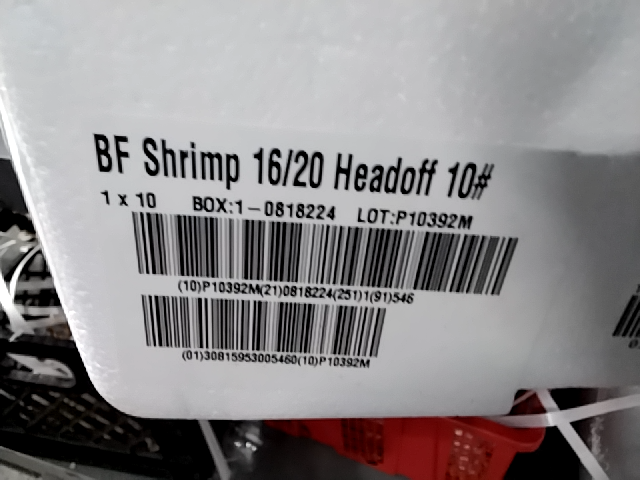 BF Shrimp 16/20 Headoff 10#
1 x 10 BOX:1-0818224 LOT:P10392M
(10)P10392M(21)0818224(251)1(91)546
(01)30815953005460(10)P10392M